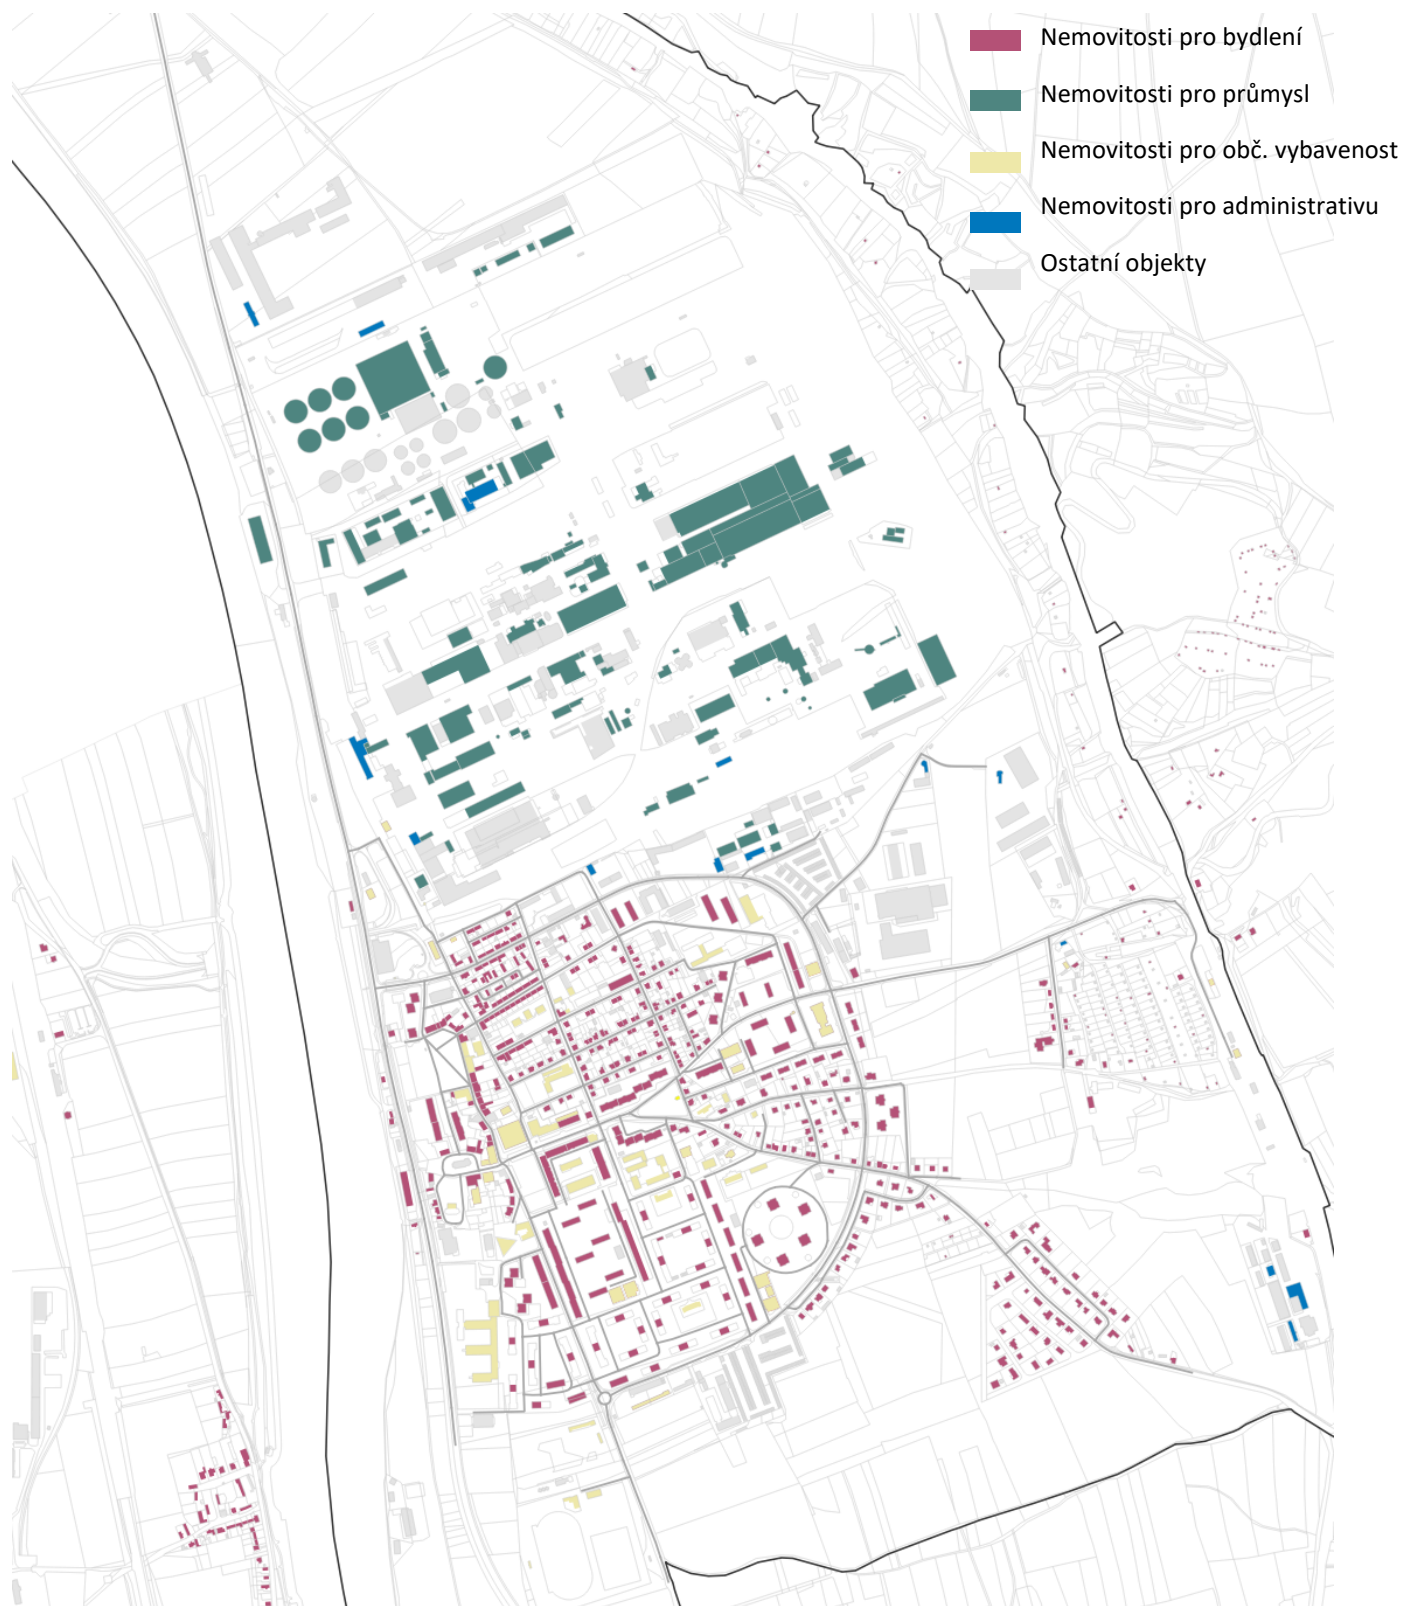 Nemovitosti pro bydlení
Nemovitosti pro průmysl
Nemovitosti pro obč. vybavenost
Nemovitosti pro administrativu
Ostatní objekty